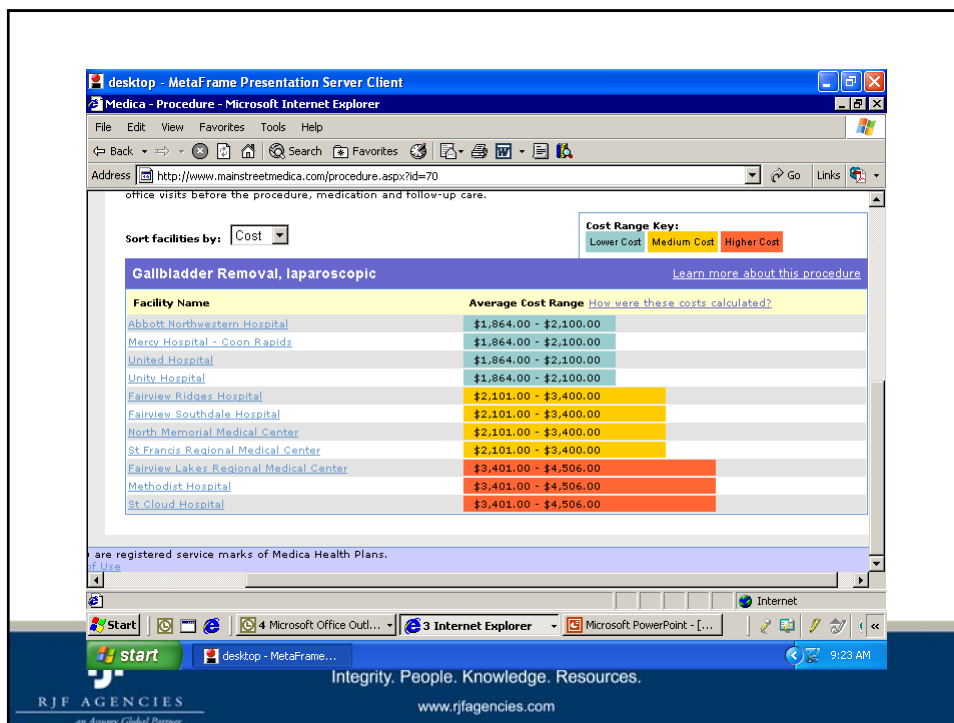 desktop - MetaFrame Presentation Server Client
Medica - Procedure - Microsoft Internet Explorer
File Edit View Favorites Tools Help
Back Search Favorites
Address http://www.mainstreetmedica.com/procedure.aspx?id=70 Go Links
office visits before the procedure, medication and follow-up care.
Cost Range Key:
Sort facilities by: Cost
Lower Cost Medium Cost Higher Cost
Gallbladder Removal, laparoscopic Learn more about this procedure
Facility Name Average Cost Range How were these costs calculated?
Abbott Northwestern Hospital $1,864.00 - $2,100.00
Mercy Hospital - Coon Rapids $1,864.00 - $2,100.00
United Hospital $1,864.00 - $2,100.00
Unity Hospital $1,864.00 - $2,100.00
Fairview Ridges Hospital $2,101.00 - $3,400.00
Fairview Southdale Hospital $2,101.00 - $3,400.00
North Memorial Medical Center $2,101.00 - $3,400.00
St Francis Regional Medical Center $2,101.00 - $3,400.00
Fairview Lakes Regional Medical Center $3,401.00 - $4,506.00
Methodist Hospital $3,401.00 - $4,506.00
St Cloud Hospital $3,401.00 - $4,506.00
are registered service marks of Medica Health Plans.
of Use
Internet
Start 4 Microsoft Office Outl... 3 Internet Explorer Microsoft PowerPoint - [... «
start desktop - MetaFrame... 9:23 AM
Integrity. People. Knowledge. Resources.
RJF AGENCIES
www.rjfagencies.com
an Assurex Global Partner